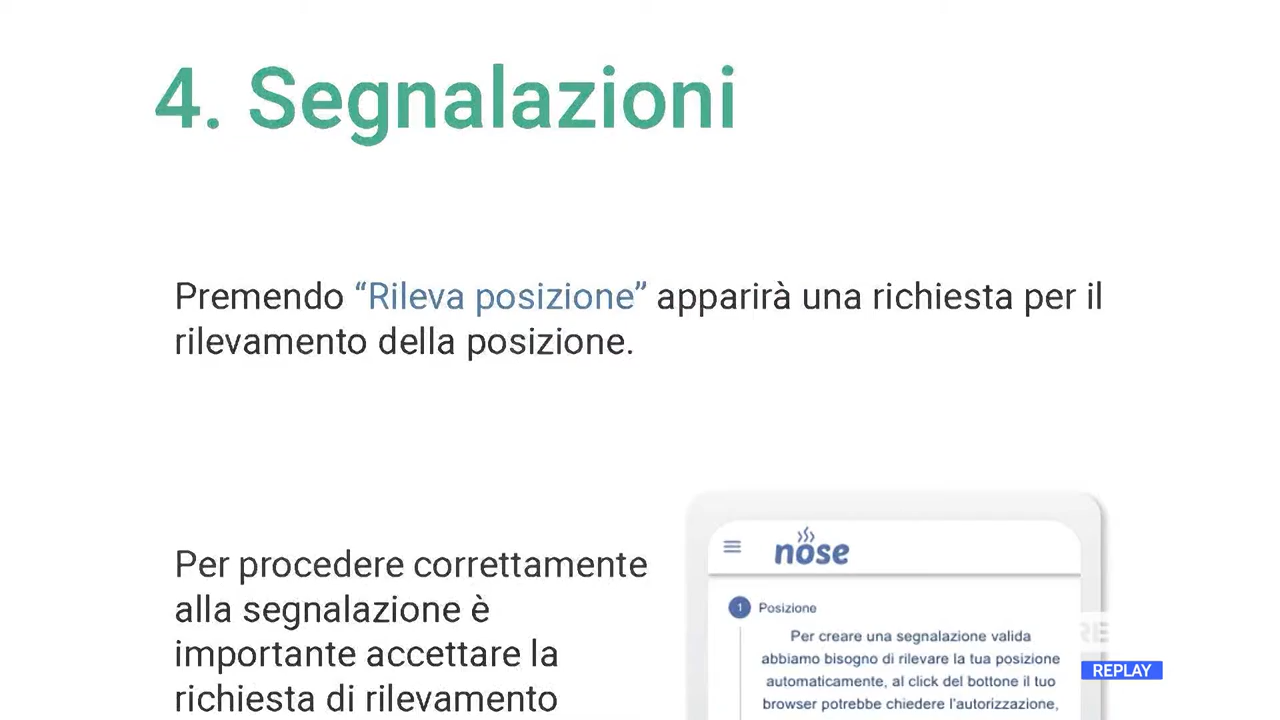 4. Segnalazioni
Premendo “Rileva posizione” apparirà una richiesta per il
rilevamento della posizione.
Per procedere correttamente
alla segnalazione è
importante accettare la
richiesta di rilevamento
nose
1 Posizione
Per creare una segnalazione valida
abbiamo bisogno di rilevare la tua posizione
automaticamente, al click del bottone il tuo
browser potrebbe chiedere l'autorizzazione,
RE
REPLAY